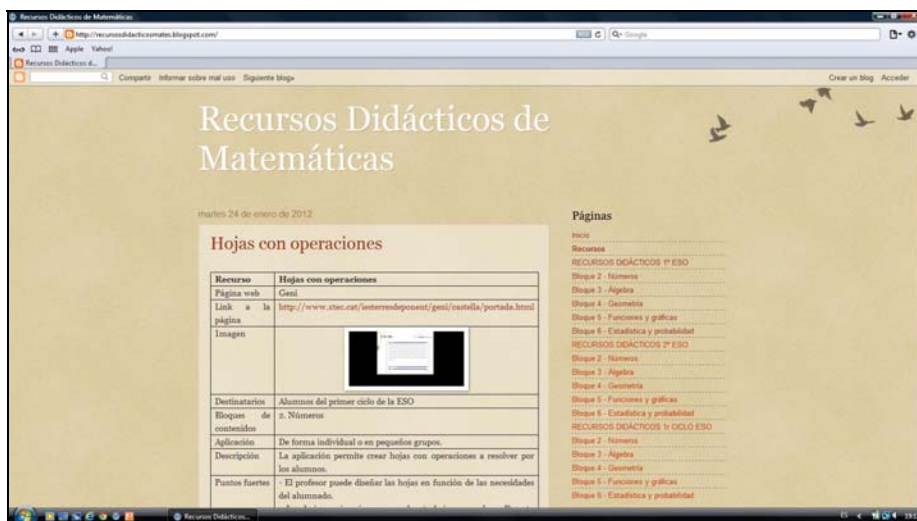 Recursos Didácticos de Matemáticas
http://recursosdidacticosmates.blogspot.com/
Google
Apple Yahoo!
Recursos Didácticos d...
Compartir Informar sobre mal uso Siguiente blog»
Crear un blog Acceder
Recursos Didácticos de
Matemáticas
martes 24 de enero de 2012
Hojas con operaciones
Recurso Hojas con operaciones
Página web Geni
Link a la página http://www.xtec.cat/iesterresdeponent/geni/castella/portada.html
Imagen
Destinatarios Alumnos del primer ciclo de la ESO
Bloques de contenidos 2. Números
Aplicación De forma individual o en pequeños grupos.
Descripción La aplicación permite crear hojas con operaciones a resolver por
los alumnos.
Puntos fuertes - El profesor puede diseñar las hojas en función de las necesidades
del alumnado.
Páginas
Inicio
Recursos
RECURSOS DIDÁCTICOS 1º ESO
Bloque 2 - Números
Bloque 3 - Álgebra
Bloque 4 - Geometría
Bloque 5 - Funciones y gráficas
Bloque 6 - Estadística y probabilidad
RECURSOS DIDÁCTICOS 2º ESO
Bloque 2 - Números
Bloque 3 - Álgebra
Bloque 4 - Geometría
Bloque 5 - Funciones y gráficas
Bloque 6 - Estadística y probabilidad
RECURSOS DIDÁCTICOS 1r CICLO ESO
Bloque 2 - Números
Bloque 3 - Álgebra
Bloque 4 - Geometría
Bloque 5 - Funciones y gráficas
Bloque 6 - Estadística y probabilidad
Recursos Didácticos...
ES